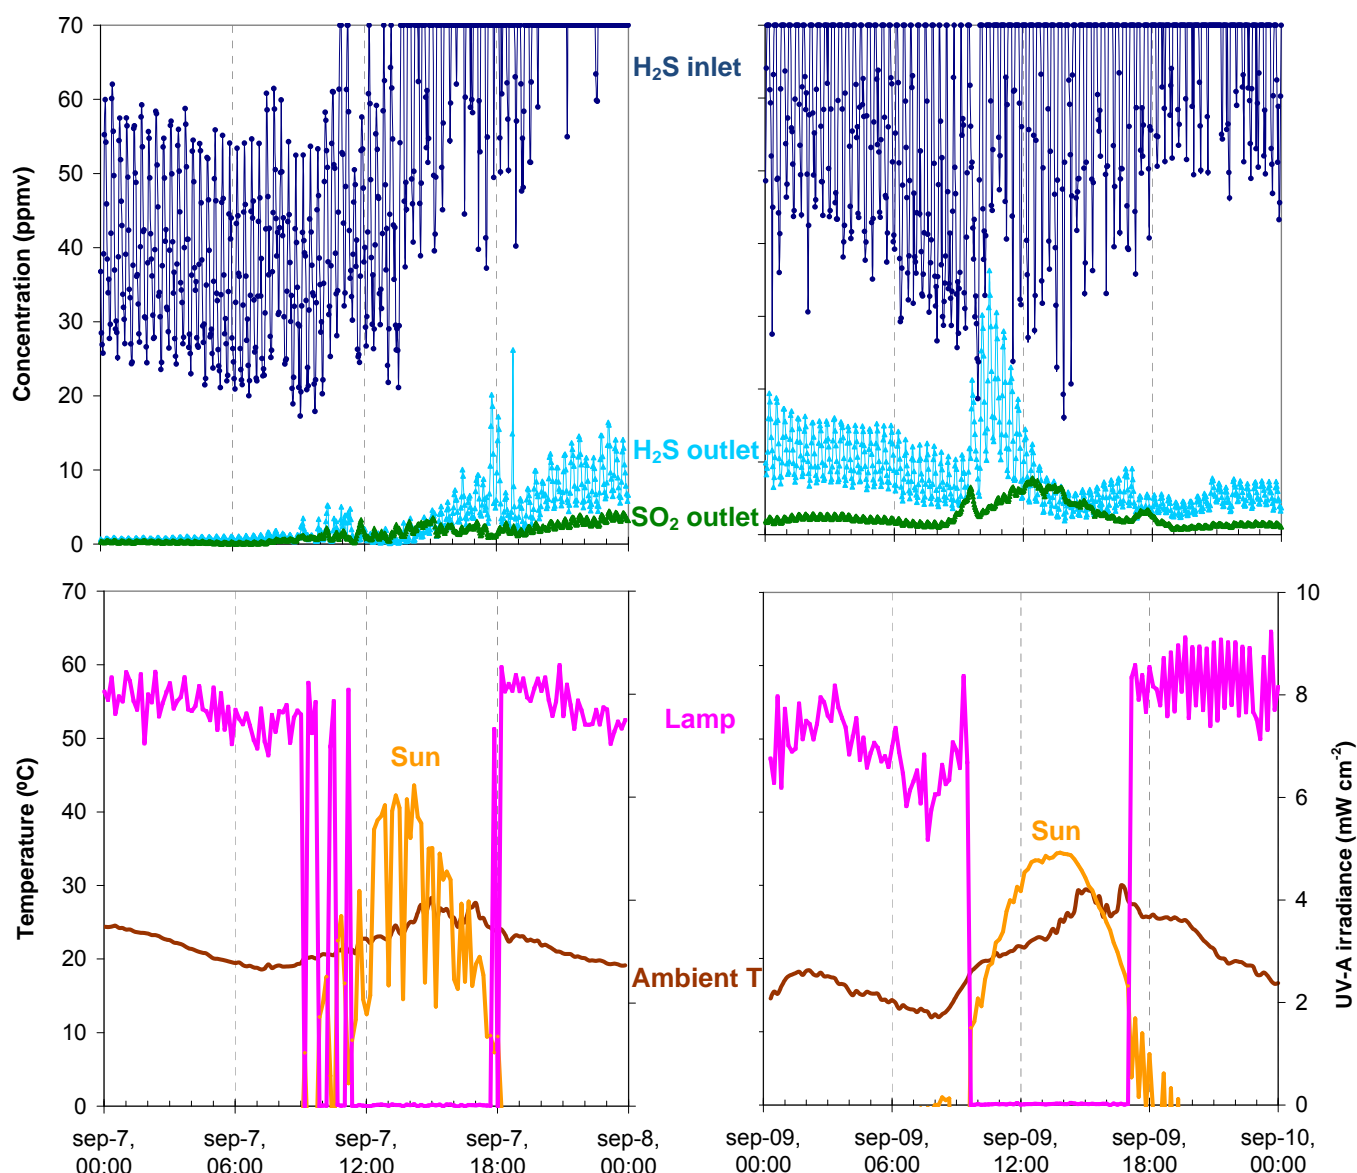 70
60
50
40
30
20
10
0
Concentration (ppmv)
H₂S inlet
H₂S outlet
SO₂ outlet
70
60
50
40
30
20
10
0
Temperature (ºC)
Sun
Lamp
Ambient T
Sun
10
8
6
4
2
0
UV-A irradiance (mW cm⁻²)
sep-7, 00:00
sep-7, 06:00
sep-7, 12:00
sep-7, 18:00
sep-8, 00:00
sep-09, 00:00
sep-09, 06:00
sep-09, 12:00
sep-09, 18:00
sep-10, 00:00